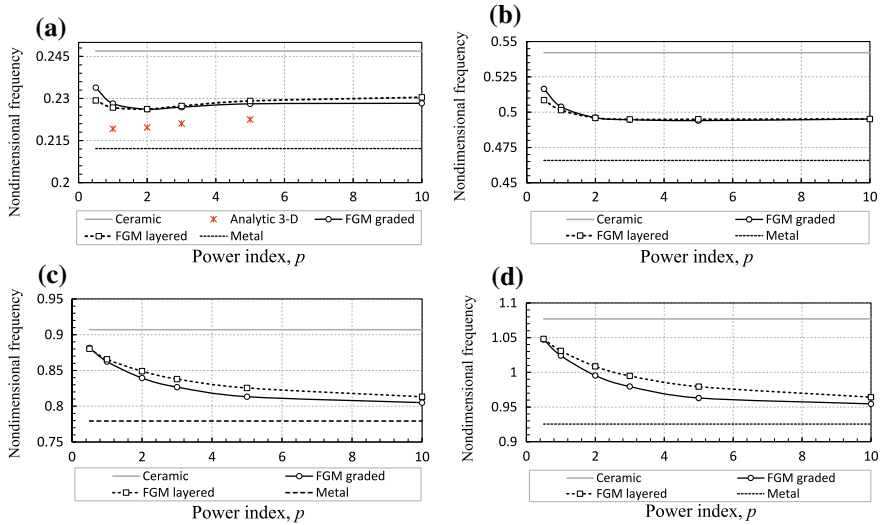 (a)
Nondimensional frequency
0.245
0.23
0.215
0.2
0 2 4 6 8 10
Ceramic Analytic 3-D FGM graded
FGM layered Metal
Power index, p
(b)
Nondimensional frequency
0.55
0.525
0.5
0.475
0.45
0 2 4 6 8 10
Ceramic FGM graded
FGM layered Metal
Power index, p
(c)
Nondimensional frequency
0.95
0.9
0.85
0.8
0.75
0 2 4 6 8 10
Ceramic FGM graded
FGM layered Metal
Power index, p
(d)
Nondimensional frequency
1.1
1.05
1
0.95
0.9
0 2 4 6 8 10
Ceramic FGM graded
FGM layered Metal
Power index, p